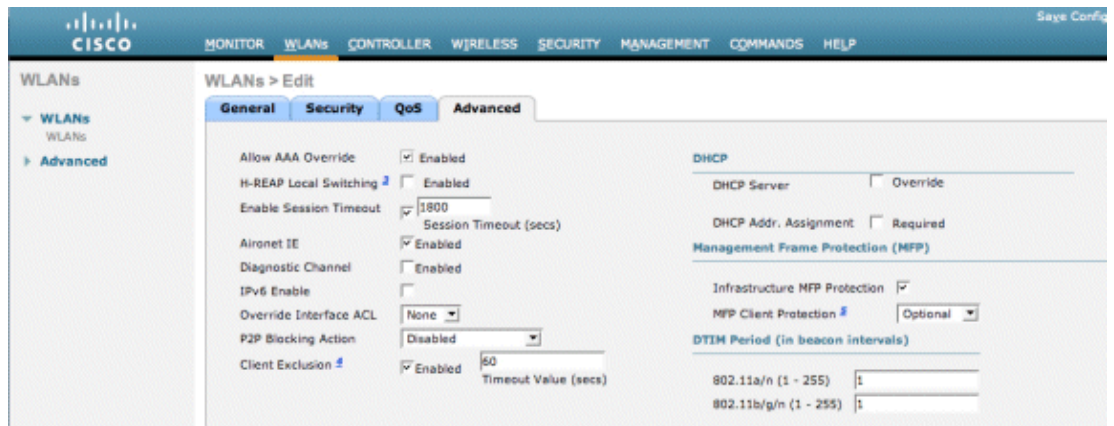 Save Config
CISCO
MONITOR WLANs CONTROLLER WIRELESS SECURITY MANAGEMENT COMMANDS HELP
WLANs
WLANs
WLANs
Advanced
WLANs > Edit
General Security QoS Advanced
Allow AAA Override Enabled
H-REAP Local Switching 2 Enabled
Enable Session Timeout 1800
Session Timeout (secs)
Aironet IE Enabled
Diagnostic Channel Enabled
IPv6 Enable
Override Interface ACL None
P2P Blocking Action Disabled
Client Exclusion 4 Enabled 60
Timeout Value (secs)
DHCP
DHCP Server Override
DHCP Addr. Assignment Required
Management Frame Protection (MFP)
Infrastructure MFP Protection
MFP Client Protection 5 Optional
DTIM Period (in beacon intervals)
802.11a/n (1 - 255) 1
802.11b/g/n (1 - 255) 1